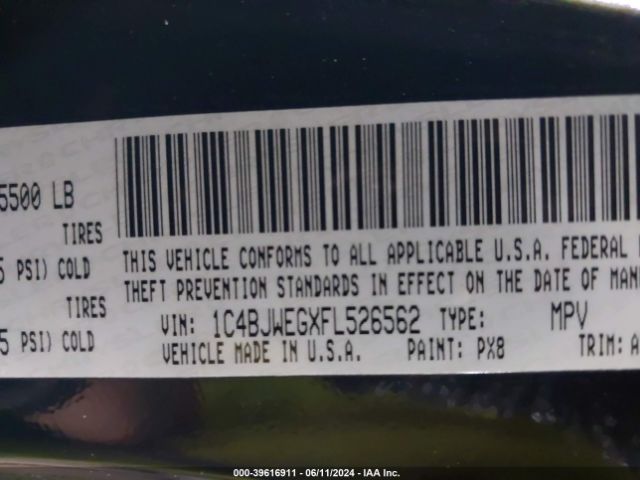 5500 LB
TIRES
5 PSI) COLD
TIRES
5 PSI) COLD
THIS VEHICLE CONFORMS TO ALL APPLICABLE U.S.A. FEDERAL
THEFT PREVENTION STANDARDS IN EFFECT ON THE DATE OF MANU
VIN: 1C4BJWEGXFL526562 TYPE: MPV
VEHICLE MADE IN U.S.A. PAINT: PX8 TRIM: A
000-39616911 - 06/11/2024 - IAA Inc.